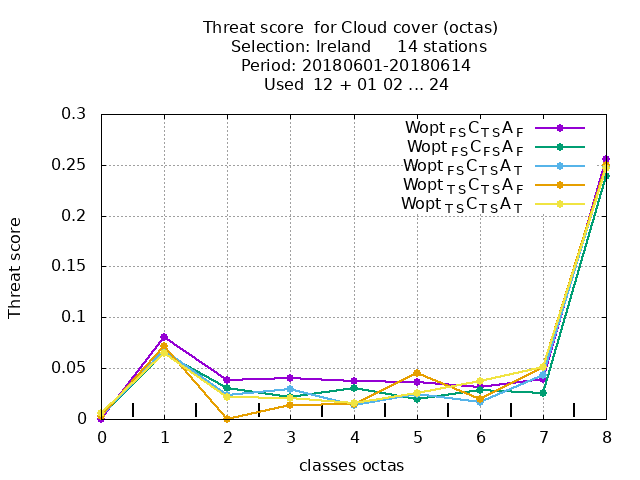 Threat score  for Cloud cover (octas)
Selection: Ireland     14 stations
Period: 20180601-20180614
Used  12 + 01 02 ... 24
0.3
0.25
0.2
0.15
0.1
0.05
0
Threat score
Wopt FS C TS A F
Wopt FS C FS A F
Wopt FS C TS A T
Wopt TS C TS A F
Wopt TS C TS A T
0 1 2 3 4 5 6 7 8
classes octas